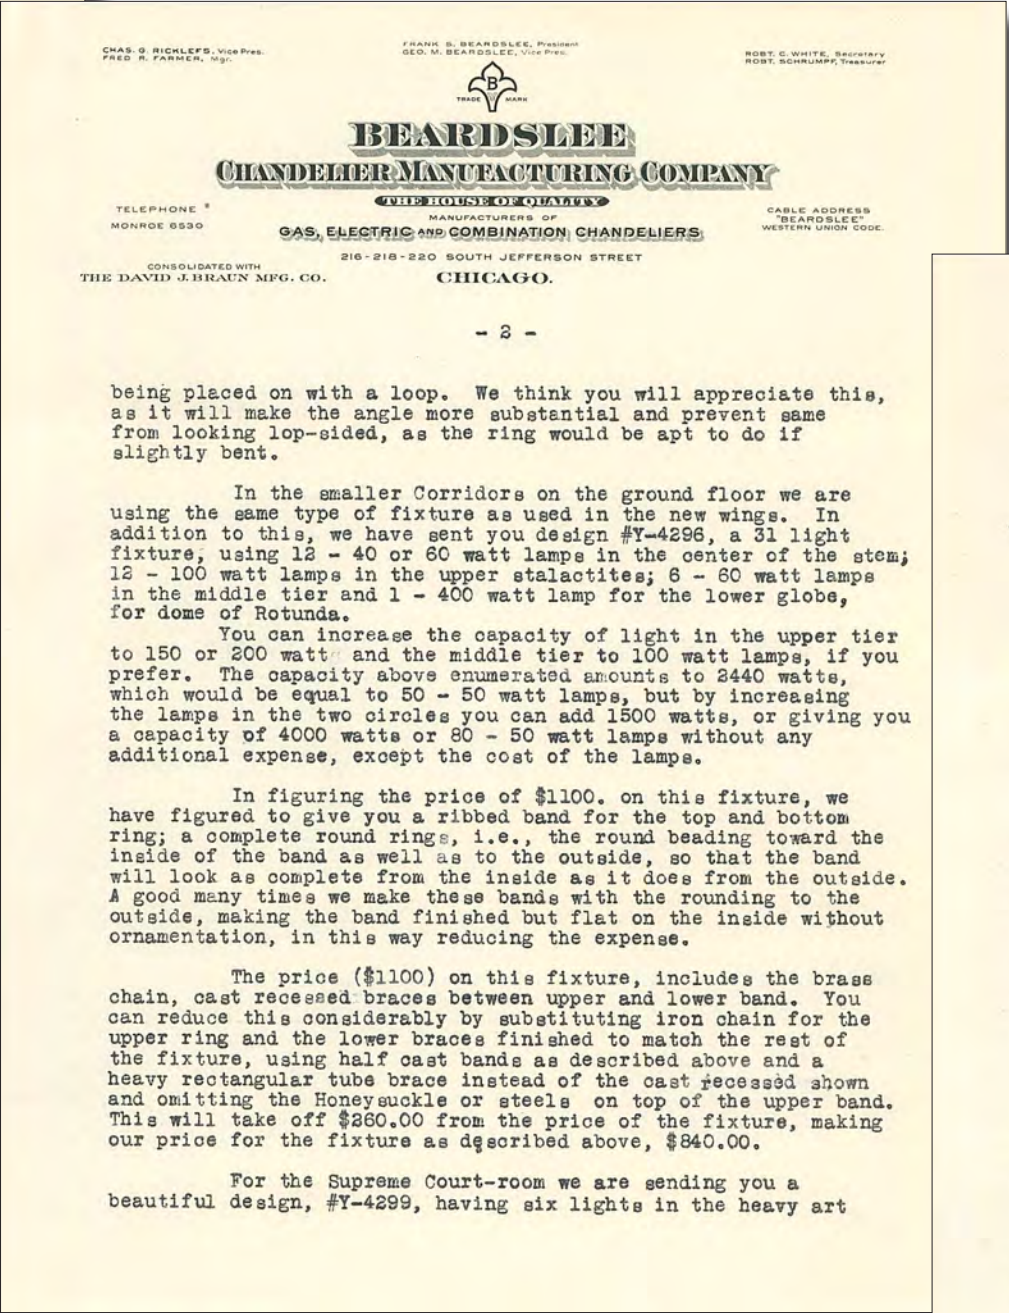 CHAS. G. RICKLEFS, Vice Pres.
FRED R. FARMER, Mgr.
FRANK S. BEARDSLEE, President
GEO. M. BEARDSLEE, Vice Pres.
ROBT. C. WHITE, Secretary
ROBT. SCHRUMPF, Treasurer
B
TRADE MARK
BEARDSLEE
CHANDELIER MANUFACTURING COMPANY
THE HOUSE OF QUALITY
MANUFACTURERS OF
GAS, ELECTRIC AND COMBINATION CHANDELIERS
216-218-220 SOUTH JEFFERSON STREET
CHICAGO.
TELEPHONE
MONROE 6530
CABLE ADDRESS
"BEARDSLEE"
WESTERN UNION CODE.
CONSOLIDATED WITH
THE DAVID J. BRAUN MFG. CO.
- 2 -
being placed on with a loop. We think you will appreciate this,
as it will make the angle more substantial and prevent same
from looking lop-sided, as the ring would be apt to do if
slightly bent.
In the smaller Corridors on the ground floor we are
using the same type of fixture as used in the new wings. In
addition to this, we have sent you design #Y-4296, a 31 light
fixture, using 12 - 40 or 60 watt lamps in the center of the stem;
12 - 100 watt lamps in the upper stalactites; 6 - 60 watt lamps
in the middle tier and 1 - 400 watt lamp for the lower globe,
for dome of Rotunda.
You can increase the capacity of light in the upper tier
to 150 or 200 watt and the middle tier to 100 watt lamps, if you
prefer. The capacity above enumerated amounts to 2440 watts,
which would be equal to 50 - 50 watt lamps, but by increasing
the lamps in the two circles you can add 1500 watts, or giving you
a capacity of 4000 watts or 80 - 50 watt lamps without any
additional expense, except the cost of the lamps.
In figuring the price of $1100. on this fixture, we
have figured to give you a ribbed band for the top and bottom
ring; a complete round rings, i.e., the round beading toward the
inside of the band as well as to the outside, so that the band
will look as complete from the inside as it does from the outside.
A good many times we make these bands with the rounding to the
outside, making the band finished but flat on the inside without
ornamentation, in this way reducing the expense.
The price ($1100) on this fixture, includes the brass
chain, cast recessed braces between upper and lower band. You
can reduce this considerably by substituting iron chain for the
upper ring and the lower braces finished to match the rest of
the fixture, using half cast bands as described above and a
heavy rectangular tube brace instead of the cast recessed shown
and omitting the Honeysuckle or steels on top of the upper band.
This will take off $260.00 from the price of the fixture, making
our price for the fixture as described above, $840.00.
For the Supreme Court-room we are sending you a
beautiful design, #Y-4299, having six lights in the heavy art